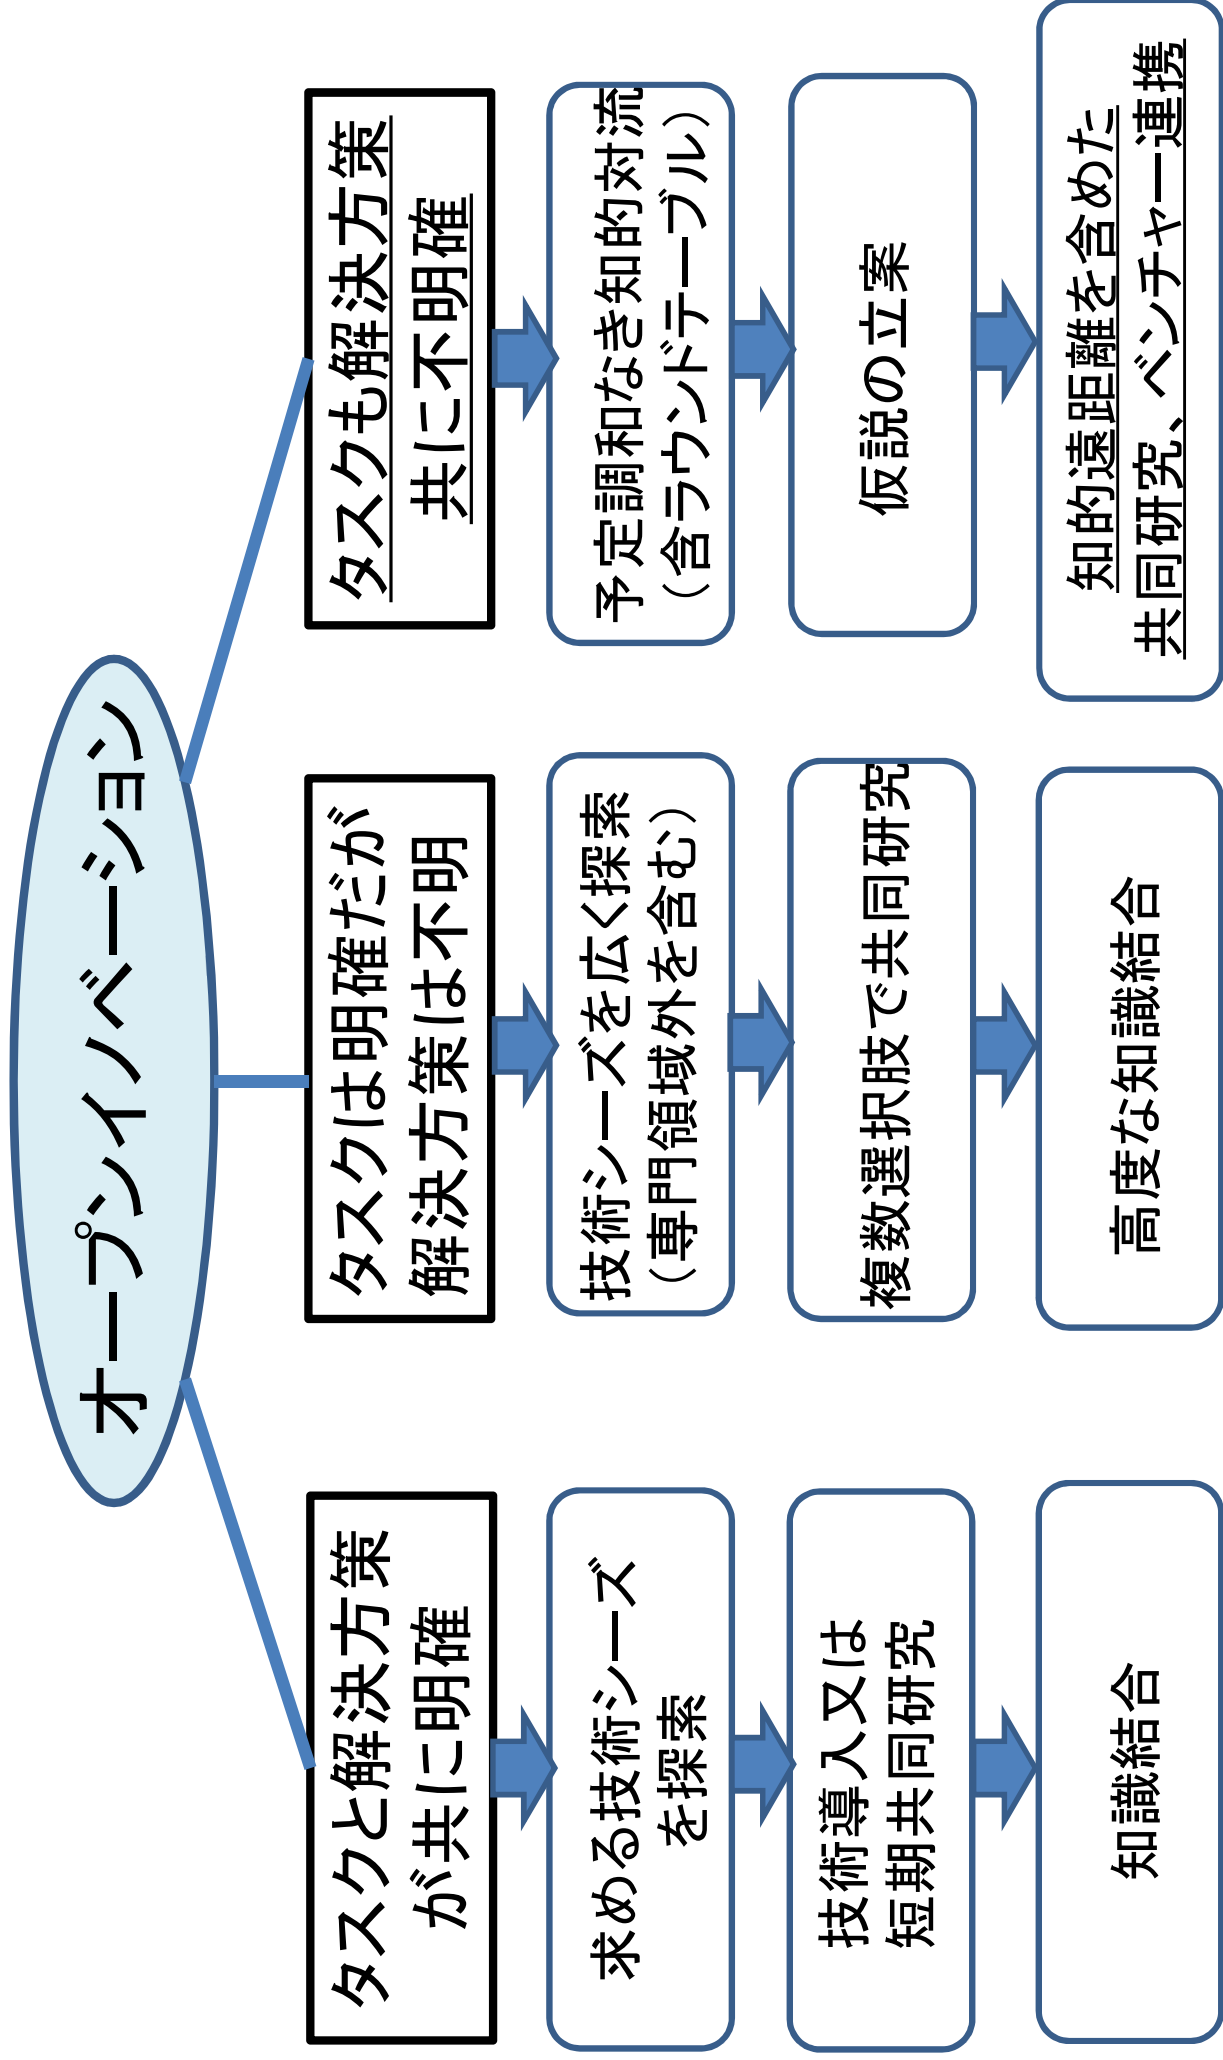 オープンイノベーション
タスクと解決方策
が共に明確
求める技術シーズ
を探索
技術導入又は
短期共同研究
知識結合
タスクは明確だが
解決方策は不明
技術シーズを広く探索
（専門領域外を含む）
複数選択肢で共同研究
高度な知識結合
タスクも解決方策
共に不明確
予定調和なき知的対流
（含ラウンドテーブル）
仮説の立案
知的遠距離を含めた
共同研究、ベンチャー連携